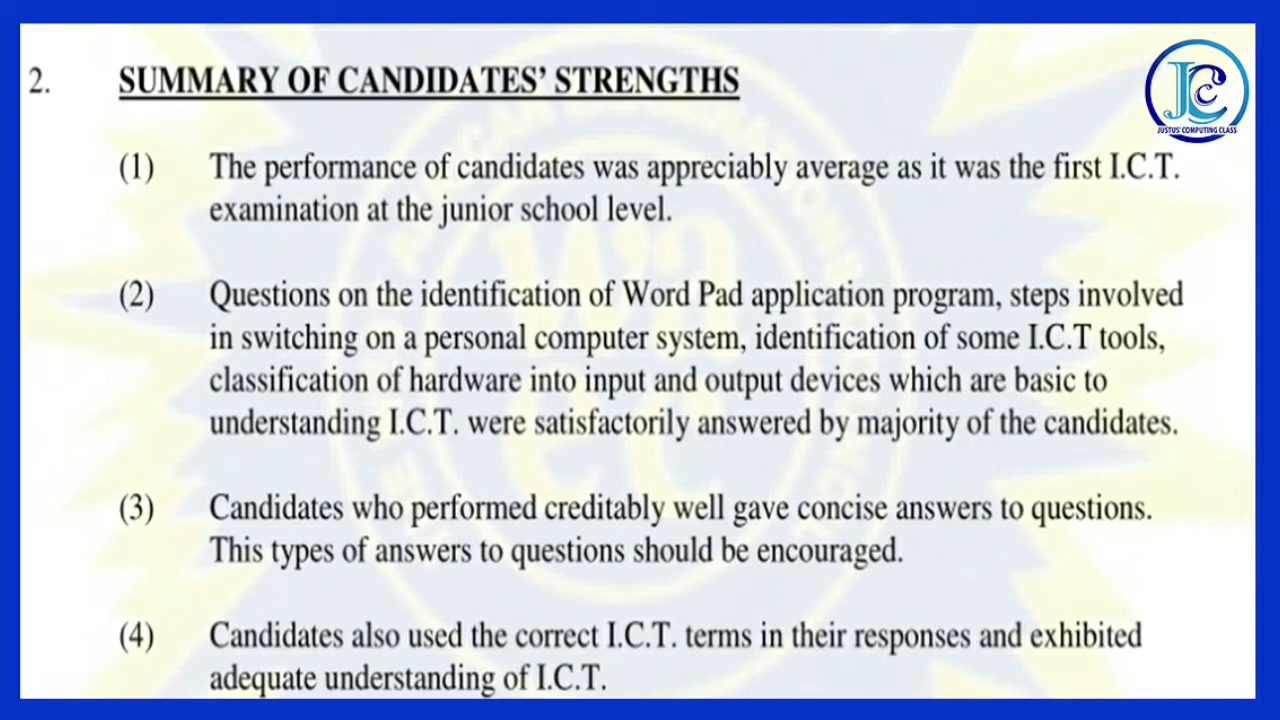 2. SUMMARY OF CANDIDATES' STRENGTHS
JC
JUSTUS' COMPUTING CLASS
(1) The performance of candidates was appreciably average as it was the first I.C.T.
examination at the junior school level.
(2) Questions on the identification of Word Pad application program, steps involved
in switching on a personal computer system, identification of some I.C.T tools,
classification of hardware into input and output devices which are basic to
understanding I.C.T. were satisfactorily answered by majority of the candidates.
(3) Candidates who performed creditably well gave concise answers to questions.
This types of answers to questions should be encouraged.
(4) Candidates also used the correct I.C.T. terms in their responses and exhibited
adequate understanding of I.C.T.